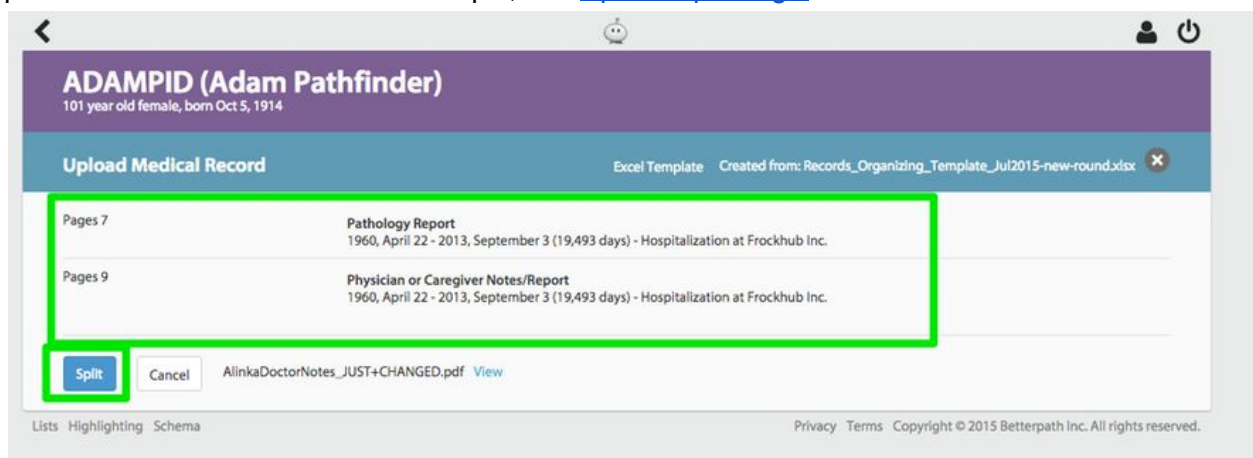 ADAMPID (Adam Pathfinder)
101 year old female, born Oct 5, 1914
Upload Medical Record
Excel Template Created from: Records_Organizing_Template_Jul2015-new-round.xlsx
Pages 7
Pathology Report
1960, April 22 - 2013, September 3 (19,493 days) - Hospitalization at Frockhub Inc.
Pages 9
Physician or Caregiver Notes/Report
1960, April 22 - 2013, September 3 (19,493 days) - Hospitalization at Frockhub Inc.
Split Cancel AlinkaDoctorNotes_JUST+CHANGED.pdf View
Lists Highlighting Schema
Privacy Terms Copyright © 2015 Betterpath Inc. All rights reserved.